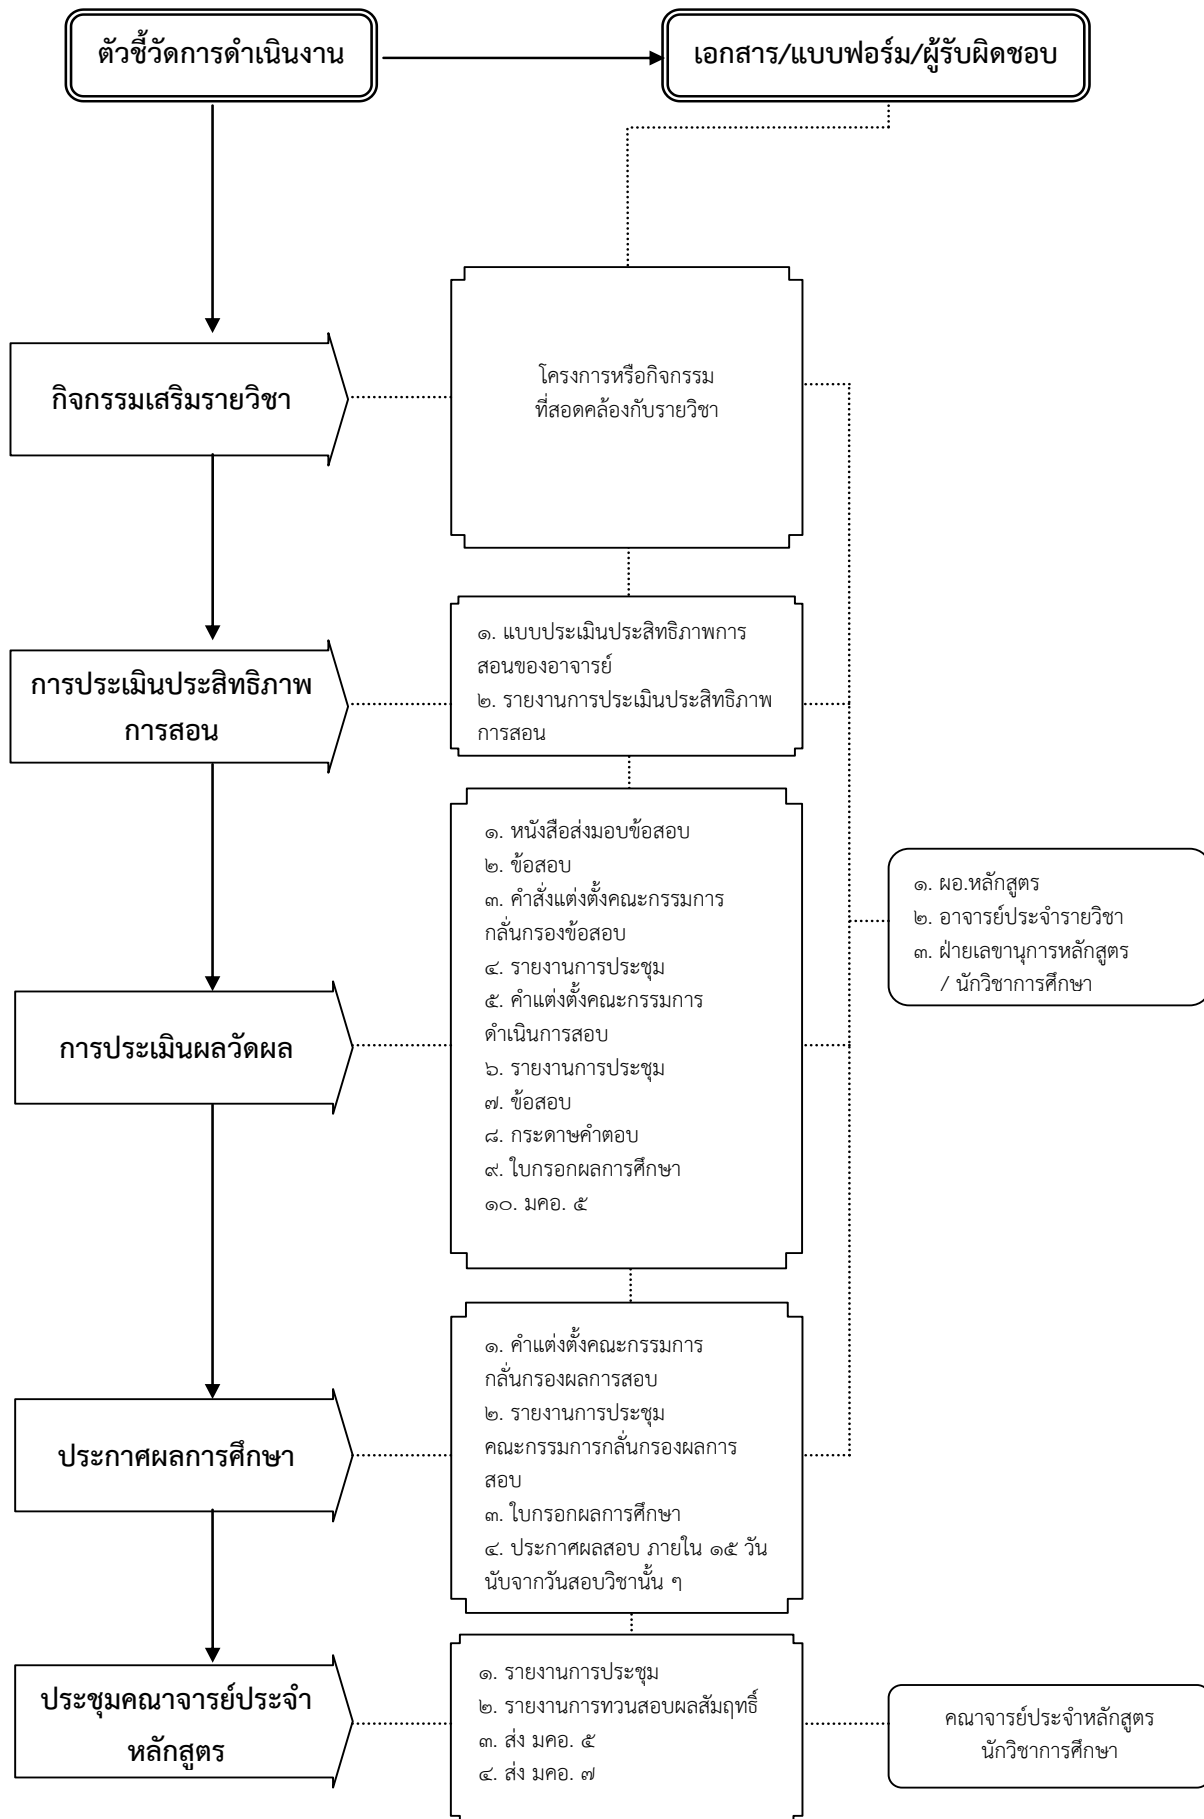 ตัวชี้วัดการดำเนินงาน
เอกสาร/แบบฟอร์ม/ผู้รับผิดชอบ
กิจกรรมเสริมรายวิชา
โครงการหรือกิจกรรม
ที่สอดคล้องกับรายวิชา
การประเมินประสิทธิภาพ
การสอน
๑. แบบประเมินประสิทธิภาพการ
สอนของอาจารย์
๒. รายงานการประเมินประสิทธิภาพ
การสอน
การประเมินผลวัดผล
๑. หนังสือส่งมอบข้อสอบ
๒. ข้อสอบ
๓. คำสั่งแต่งตั้งคณะกรรมการ
กลั่นกรองข้อสอบ
๔. รายงานการประชุม
๕. คำแต่งตั้งคณะกรรมการ
ดำเนินการสอบ
๖. รายงานการประชุม
๗. ข้อสอบ
๘. กระดาษคำตอบ
๙. ใบกรอกผลการศึกษา
๑๐. มคอ. ๕
๑. ผอ.หลักสูตร
๒. อาจารย์ประจำรายวิชา
๓. ฝ่ายเลขานุการหลักสูตร
/ นักวิชาการศึกษา
ประกาศผลการศึกษา
๑. คำแต่งตั้งคณะกรรมการ
กลั่นกรองผลการสอบ
๒. รายงานการประชุม
คณะกรรมการกลั่นกรองผลการ
สอบ
๓. ใบกรอกผลการศึกษา
๔. ประกาศผลสอบ ภายใน ๑๕ วัน
นับจากวันสอบวิชานั้น ๆ
ประชุมคณาจารย์ประจำ
หลักสูตร
๑. รายงานการประชุม
๒. รายงานการทวนสอบผลสัมฤทธิ์
๓. ส่ง มคอ. ๕
๔. ส่ง มคอ. ๗
คณาจารย์ประจำหลักสูตร
นักวิชาการศึกษา